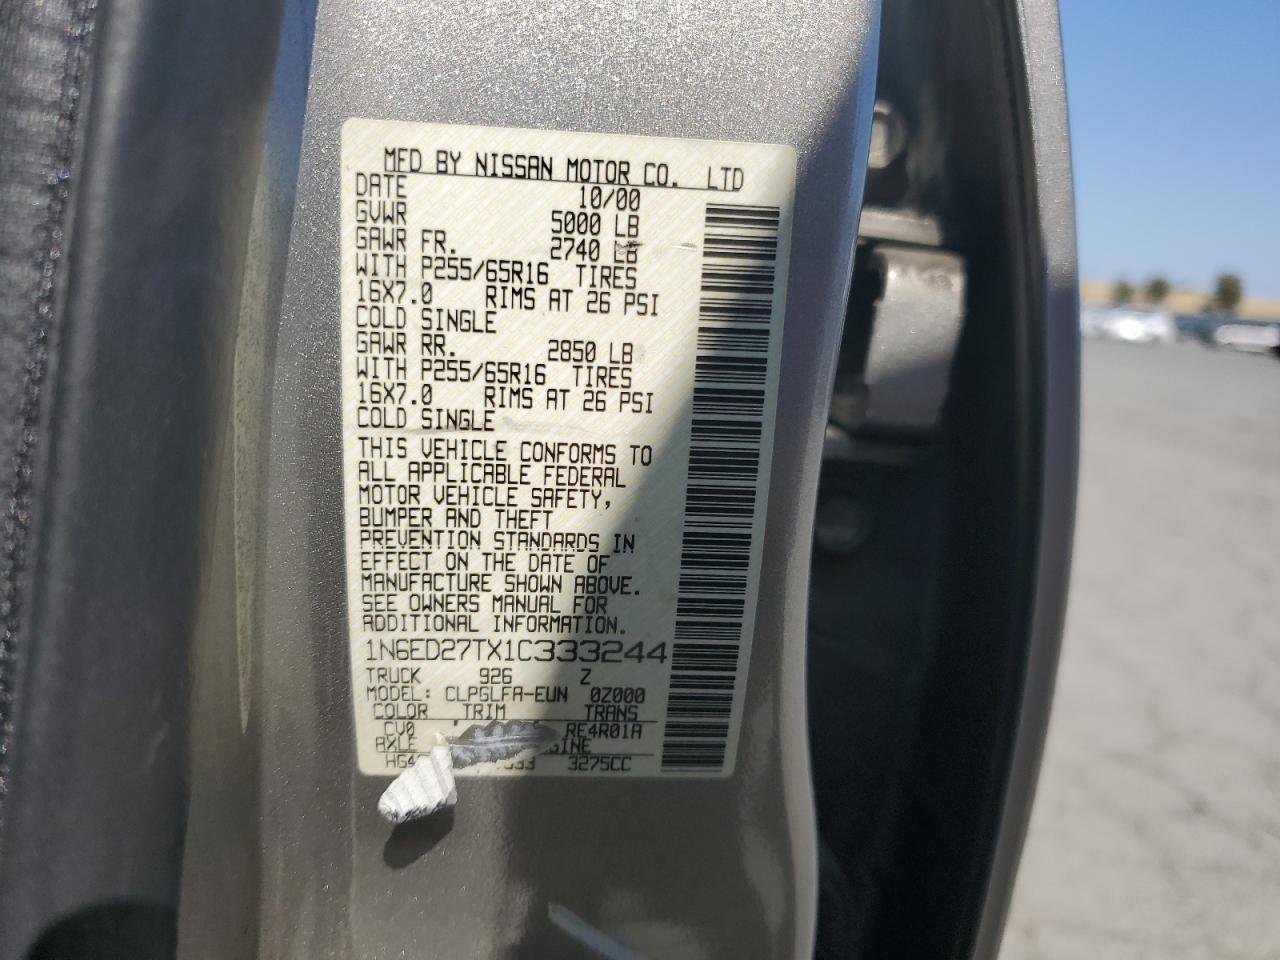 MFD BY NISSAN MOTOR CO. LTD
DATE 10/00
GVWR 5000 LB
GAWR FR. 2740 LB
WITH P255/65R16 TIRES
16X7.0 RIMS AT 26 PSI
COLD SINGLE
GAWR RR. 2850 LB
WITH P255/65R16 TIRES
16X7.0 RIMS AT 26 PSI
COLD SINGLE
THIS VEHICLE CONFORMS TO
ALL APPLICABLE FEDERAL
MOTOR VEHICLE SAFETY,
BUMPER AND THEFT
PREVENTION STANDARDS IN
EFFECT ON THE DATE OF
MANUFACTURE SHOWN ABOVE.
SEE OWNERS MANUAL FOR
ADDITIONAL INFORMATION.
1N6ED27TX1C333244
TRUCK 926 Z
MODEL: CLPGLFA-EUN 0Z000
COLOR TRIM TRANS
CV0 RE4R01A
AXLE
3275CC